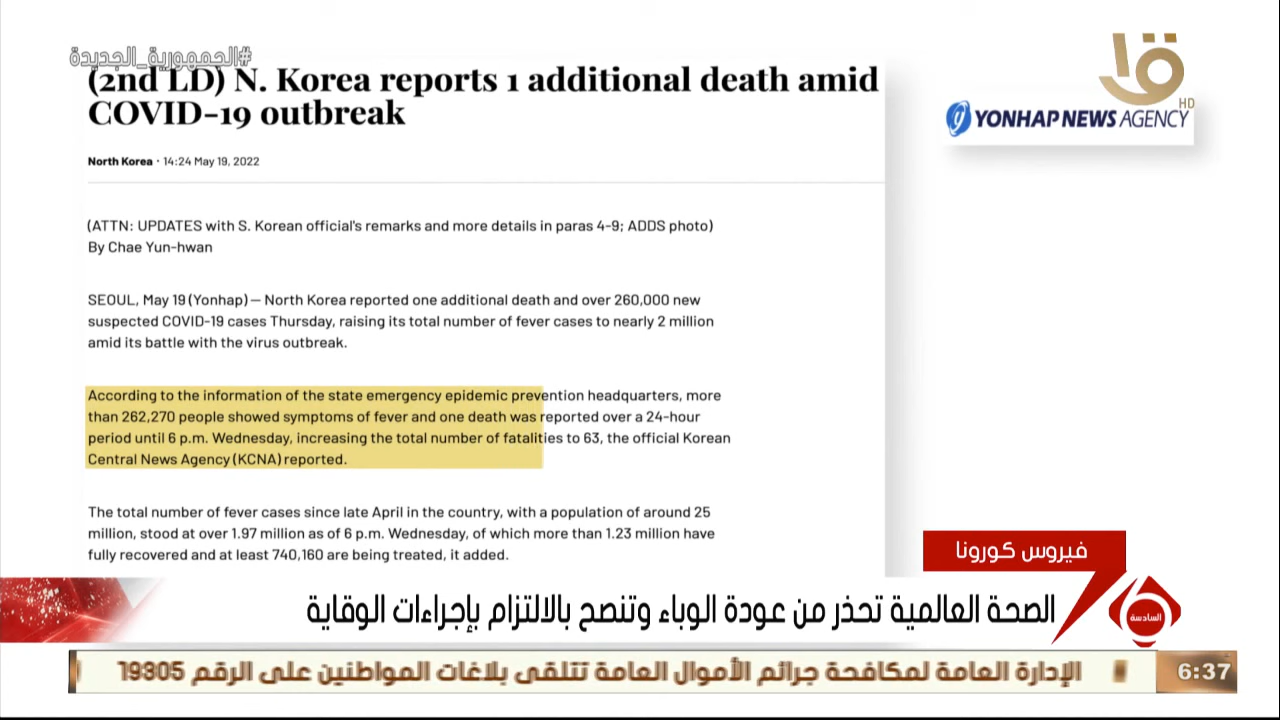 #الجمهورية_الجديدة
(2nd LD) N. Korea reports 1 additional death amid
COVID-19 outbreak
HD
YONHAP NEWS AGENCY
North Korea · 14:24 May 19, 2022
(ATTN: UPDATES with S. Korean official's remarks and more details in paras 4-9; ADDS photo)
By Chae Yun-hwan
SEOUL, May 19 (Yonhap) — North Korea reported one additional death and over 260,000 new
suspected COVID-19 cases Thursday, raising its total number of fever cases to nearly 2 million
amid its battle with the virus outbreak.
According to the information of the state emergency epidemic prevention headquarters, more
than 262,270 people showed symptoms of fever and one death was reported over a 24-hour
period until 6 p.m. Wednesday, increasing the total number of fatalities to 63, the official Korean
Central News Agency (KCNA) reported.
The total number of fever cases since late April in the country, with a population of around 25
million, stood at over 1.97 million as of 6 p.m. Wednesday, of which more than 1.23 million have
fully recovered and at least 740,160 are being treated, it added.
فيروس كورونا
الصحة العالمية تحذر من عودة الوباء وتنصح بالالتزام بإجراءات الوقاية
السادسة
الإدارة العامة لمكافحة جرائم الأموال العامة تتلقى بلاغات المواطنين على الرقم 19305
6:37